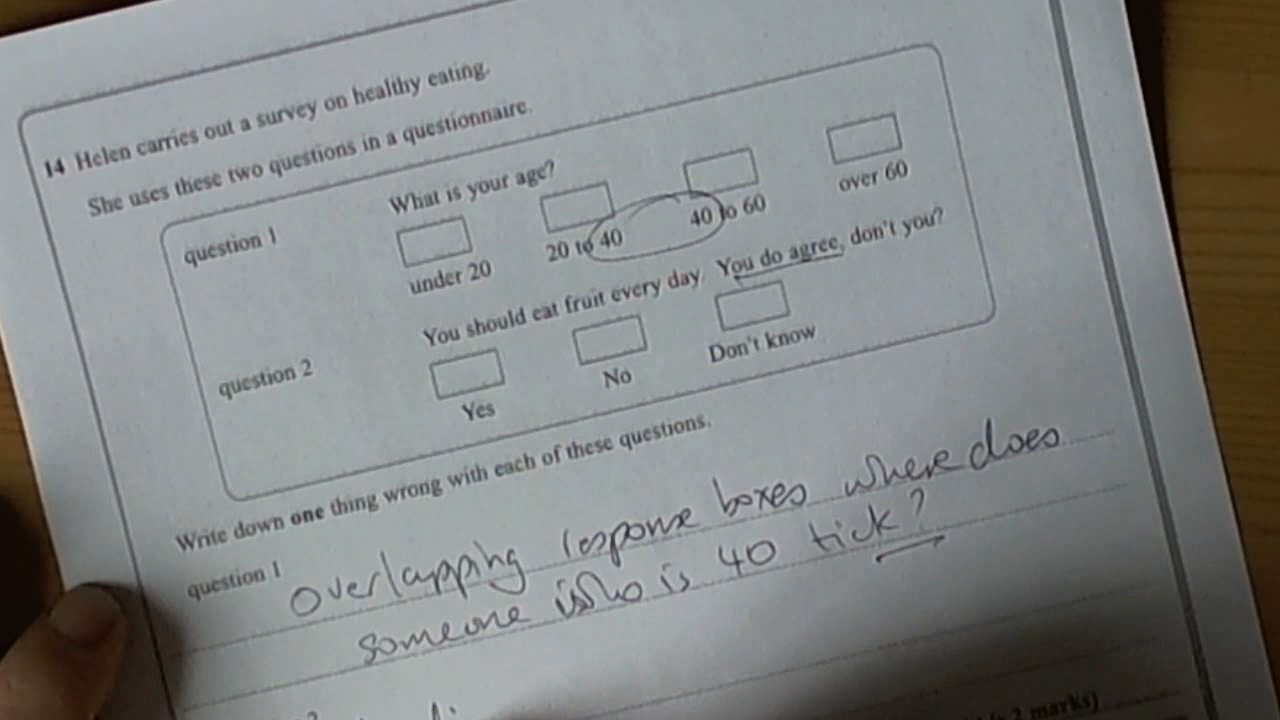 14 Helen carries out a survey on healthy eating.
She uses these two questions in a questionnaire.
question 1
What is your age?
under 20
20 to 40
40 to 60
over 60
question 2
You should eat fruit every day. You do agree, don't you?
Yes
No
Don't know
Write down one thing wrong with each of these questions.
question 1
overlapping response boxes where does
someone who is 40 tick?
2 marks)